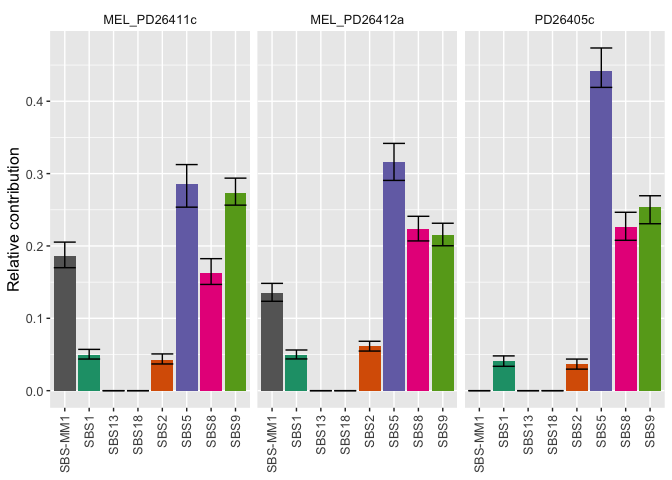 MEL_PD26411c MEL_PD26412a PD26405c
Relative contribution
0.4
0.3
0.2
0.1
0.0
SBS-MM1 SBS1 SBS13 SBS18 SBS2 SBS5 SBS8 SBS9 SBS-MM1 SBS1 SBS13 SBS18 SBS2 SBS5 SBS8 SBS9 SBS-MM1 SBS1 SBS13 SBS18 SBS2 SBS5 SBS8 SBS9